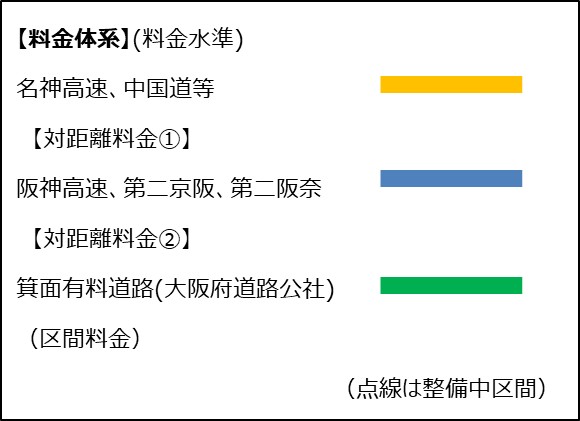 【料金体系】(料金水準)
名神高速、中国道等
【対距離料金①】
阪神高速、第二京阪、第二阪奈
【対距離料金②】
箕面有料道路(大阪府道路公社)
（区間料金）
（点線は整備中区間）